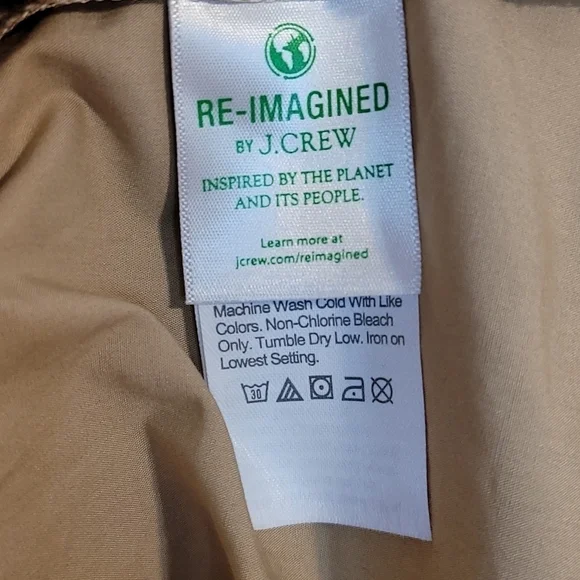 RE-IMAGINED
BY J.CREW
INSPIRED BY THE PLANET
AND ITS PEOPLE.
Learn more at
jcrew.com/reimagined
Machine Wash Cold With Like
Colors. Non-Chlorine Bleach
Only. Tumble Dry Low. Iron on
Lowest Setting.
30